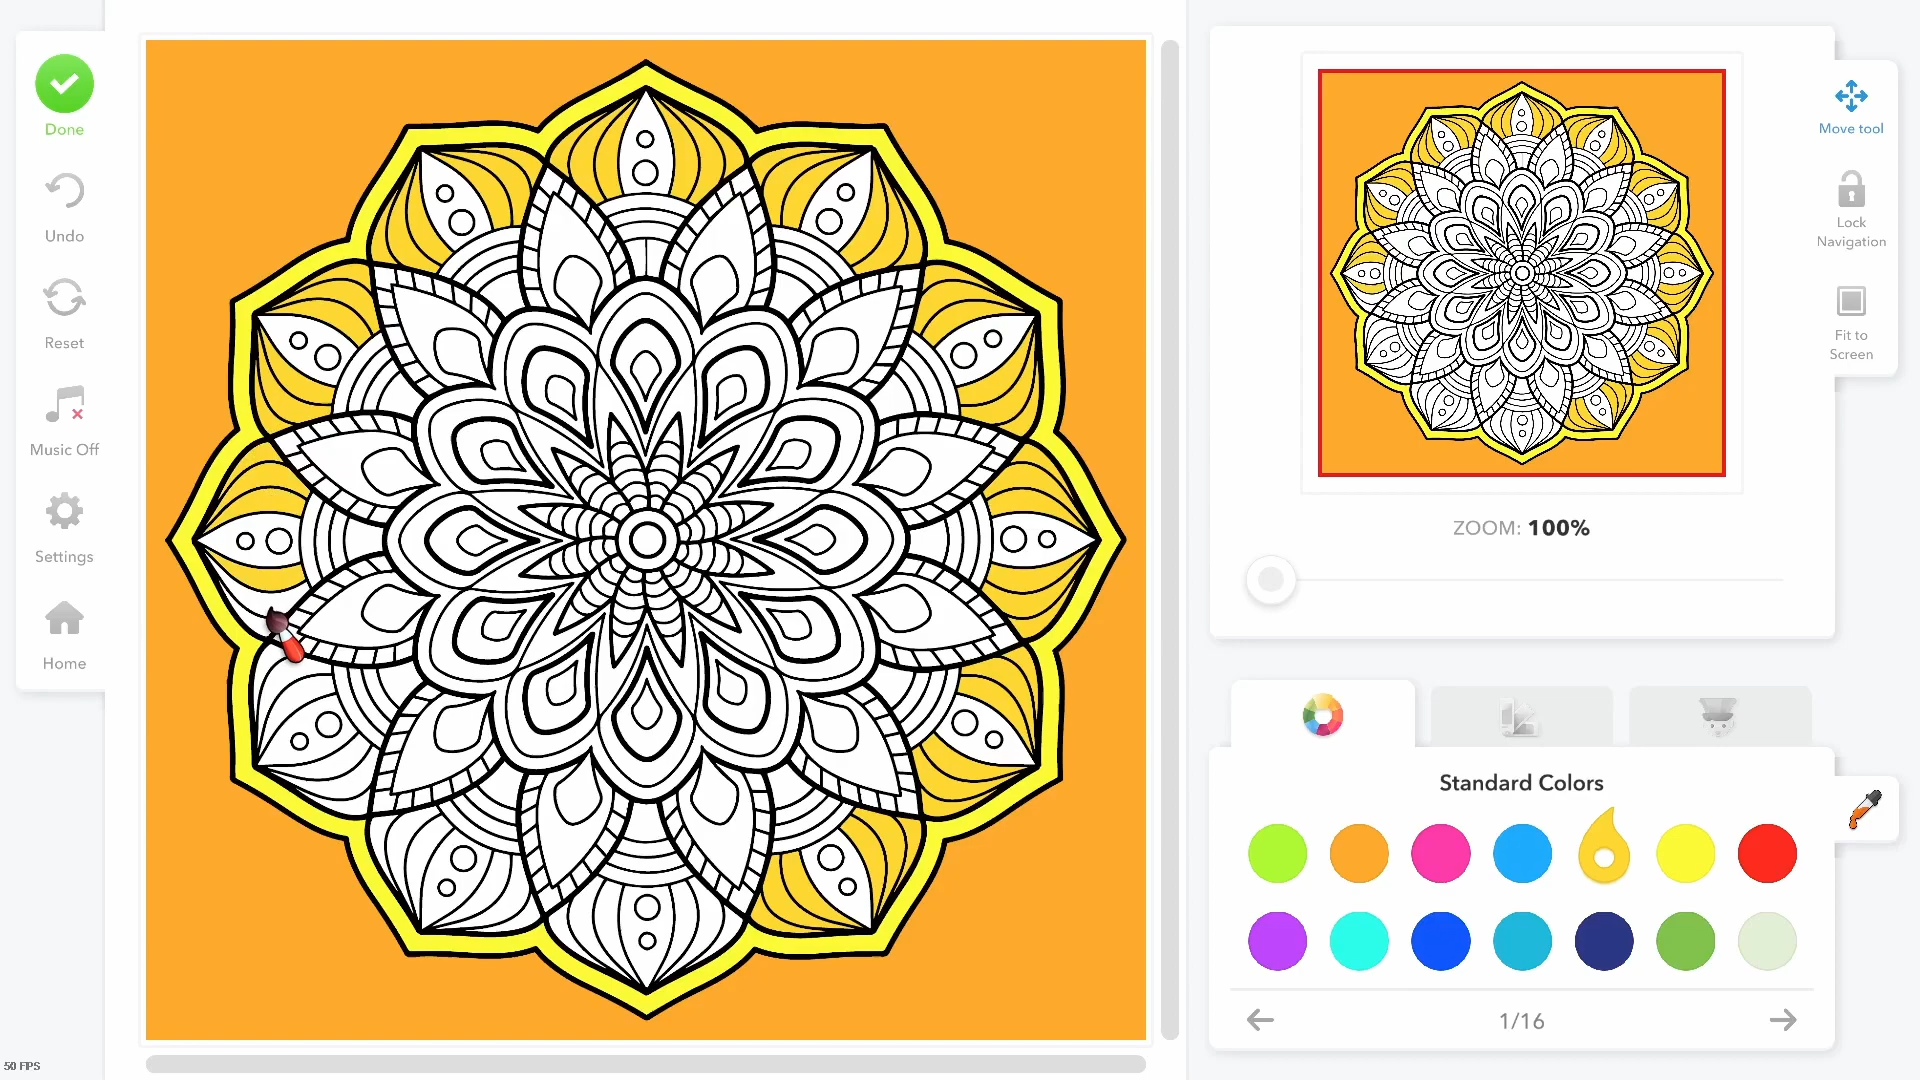 Done
Undo
Reset
Music Off
Settings
Home
50 FPS
Move tool
Lock
Navigation
Fit to
Screen
ZOOM: 100%
Standard Colors
1/16